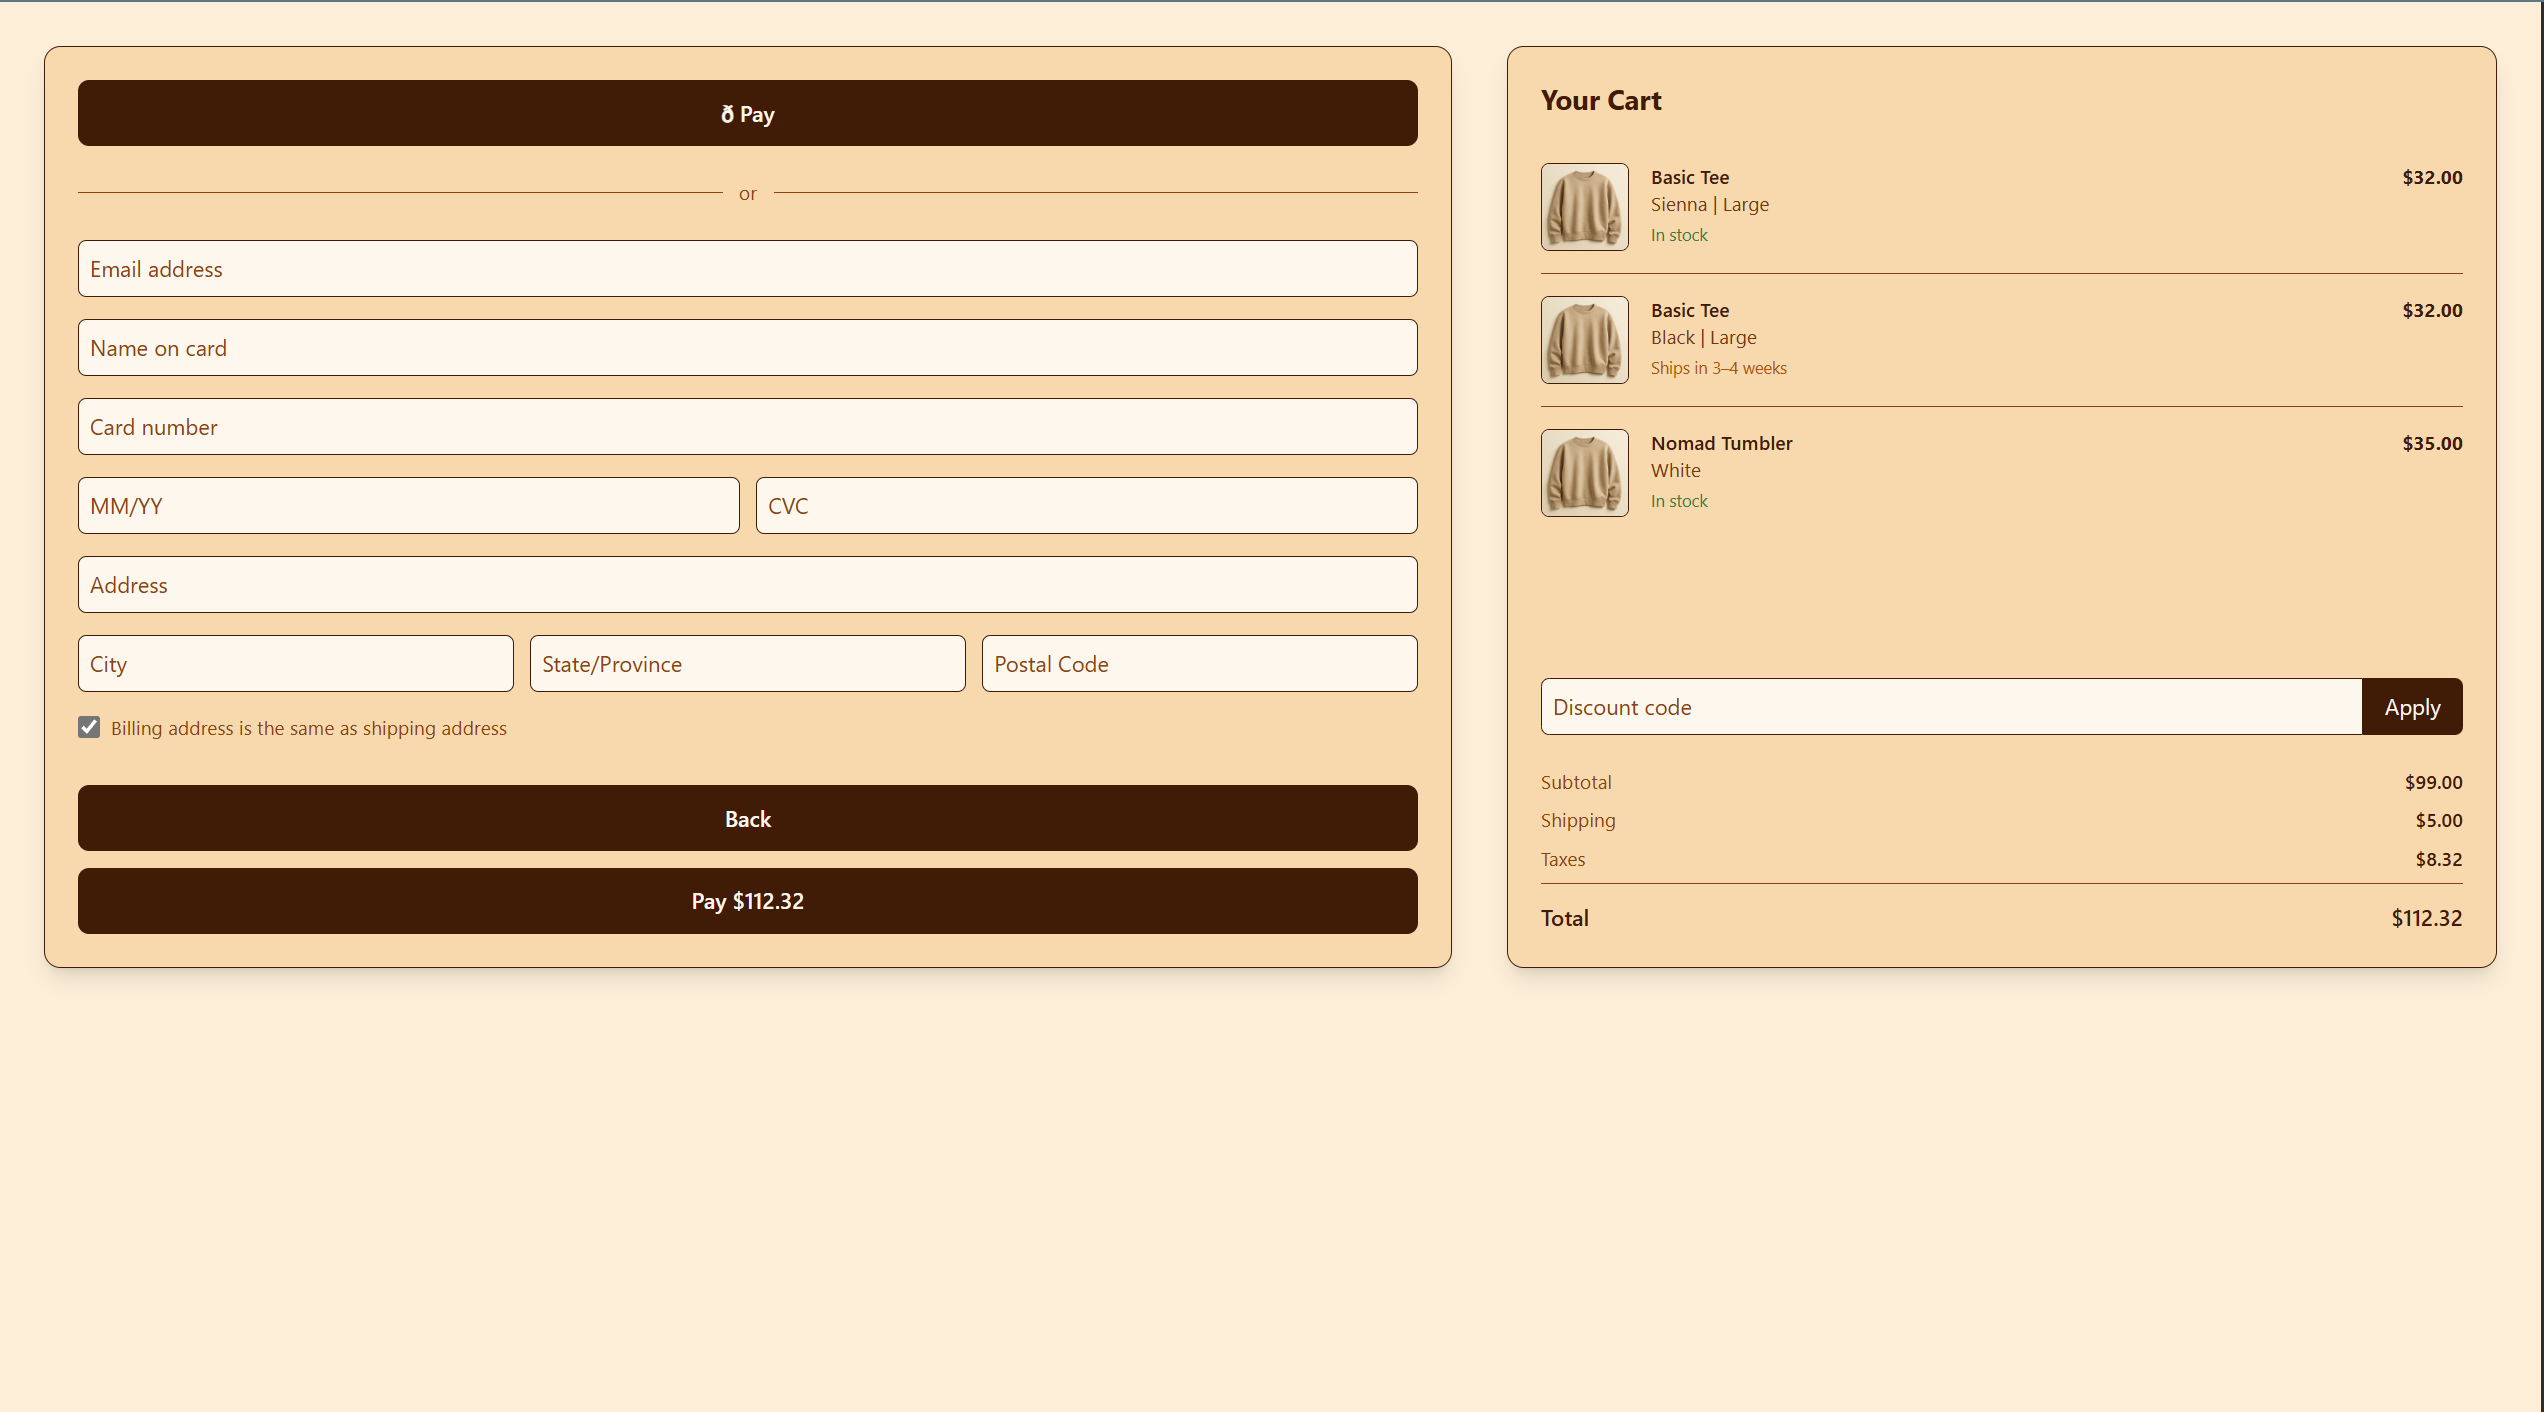 ð Pay
or
Email address
Name on card
Card number
MM/YY
CVC
Address
City
State/Province
Postal Code
Billing address is the same as shipping address
Back
Pay $112.32
Your Cart
Basic Tee
$32.00
Sienna | Large
In stock
Basic Tee
$32.00
Black | Large
Ships in 3–4 weeks
Nomad Tumbler
$35.00
White
In stock
Discount code
Apply
Subtotal
$99.00
Shipping
$5.00
Taxes
$8.32
Total
$112.32